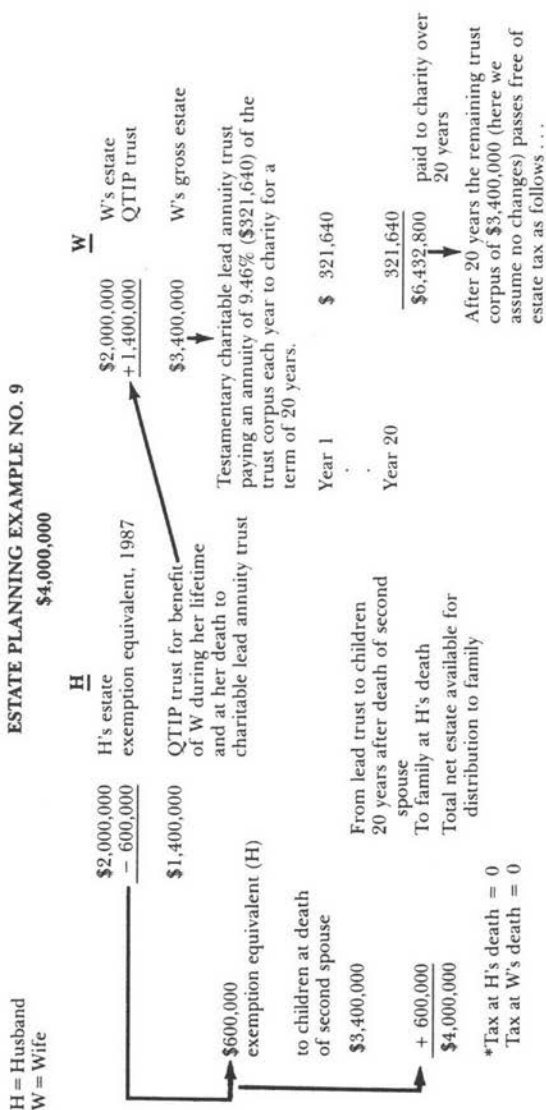 ESTATE PLANNING EXAMPLE NO. 9
$4,000,000
H = Husband
W = Wife
H
$2,000,000 H's estate
− 600,000 exemption equivalent, 1987
$1,400,000 QTIP trust for benefit
of W during her lifetime
and at her death to
charitable lead annuity trust
W
$2,000,000 W's estate
+1,400,000 QTIP trust
$3,400,000 W's gross estate
Testamentary charitable lead annuity trust
paying an annuity of 9.46% ($321,640) of the
trust corpus each year to charity for a
term of 20 years.
Year 1 $ 321,640
.
Year 20 321,640
$6,432,800 paid to charity over
20 years
After 20 years the remaining trust
corpus of $3,400,000 (here we
assume no changes) passes free of
estate tax as follows . . .
$600,000
exemption equivalent (H)
to children at death
of second spouse
$3,400,000 From lead trust to children
20 years after death of second
spouse
+ 600,000 To family at H's death
$4,000,000 Total net estate available for
distribution to family
*Tax at H's death = 0
Tax at W's death = 0